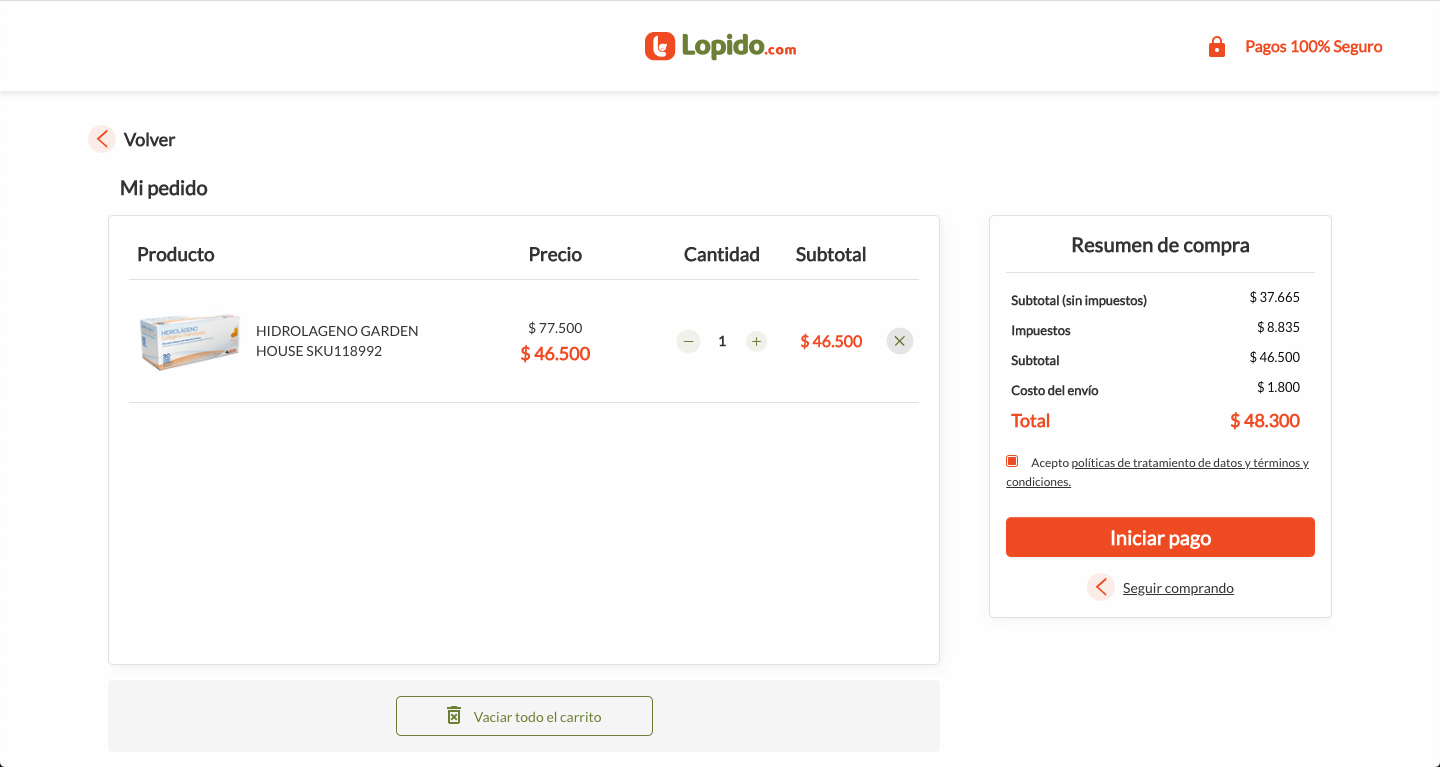 Lopido.com
Pagos 100% Seguro
Volver
Mi pedido
Producto Precio Cantidad Subtotal
HIDROLAGENO GARDEN
HOUSE SKU118992
$ 77.500
$ 46.500
1
$ 46.500
Resumen de compra
Subtotal (sin impuestos) $ 37.665
Impuestos $ 8.835
Subtotal $ 46.500
Costo del envío $ 1.800
Total $ 48.300
Acepto políticas de tratamiento de datos y términos y
condiciones.
Iniciar pago
Seguir comprando
Vaciar todo el carrito